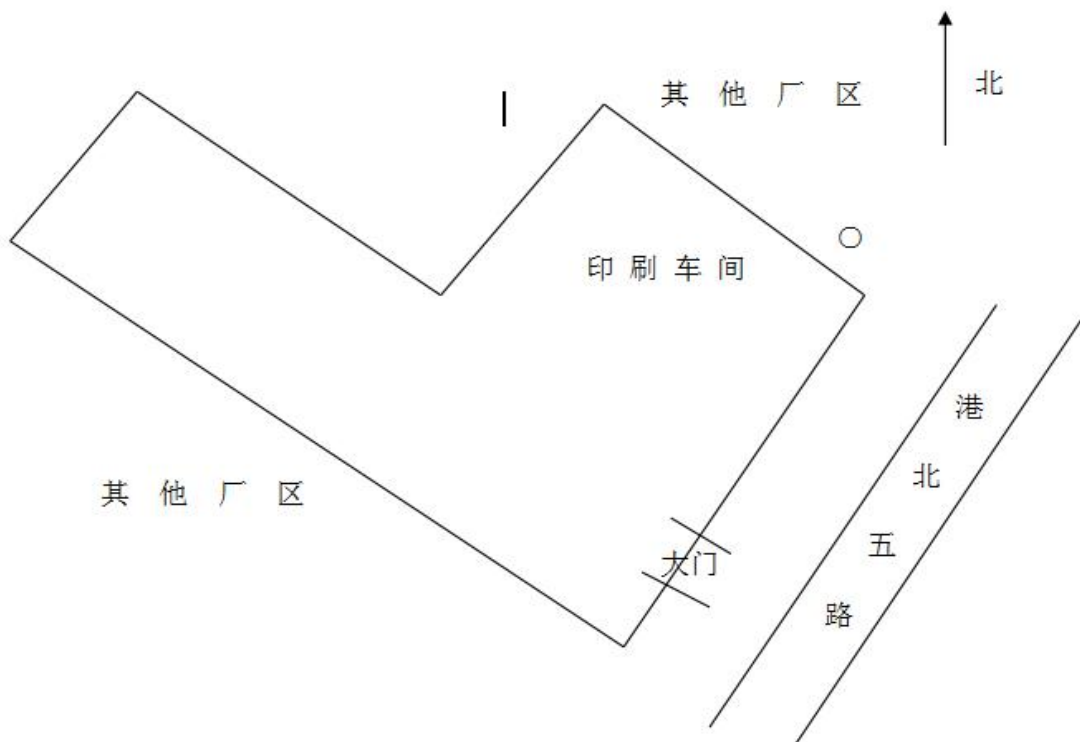 其他厂区
北
印刷车间
港北五路
其他厂区
大门